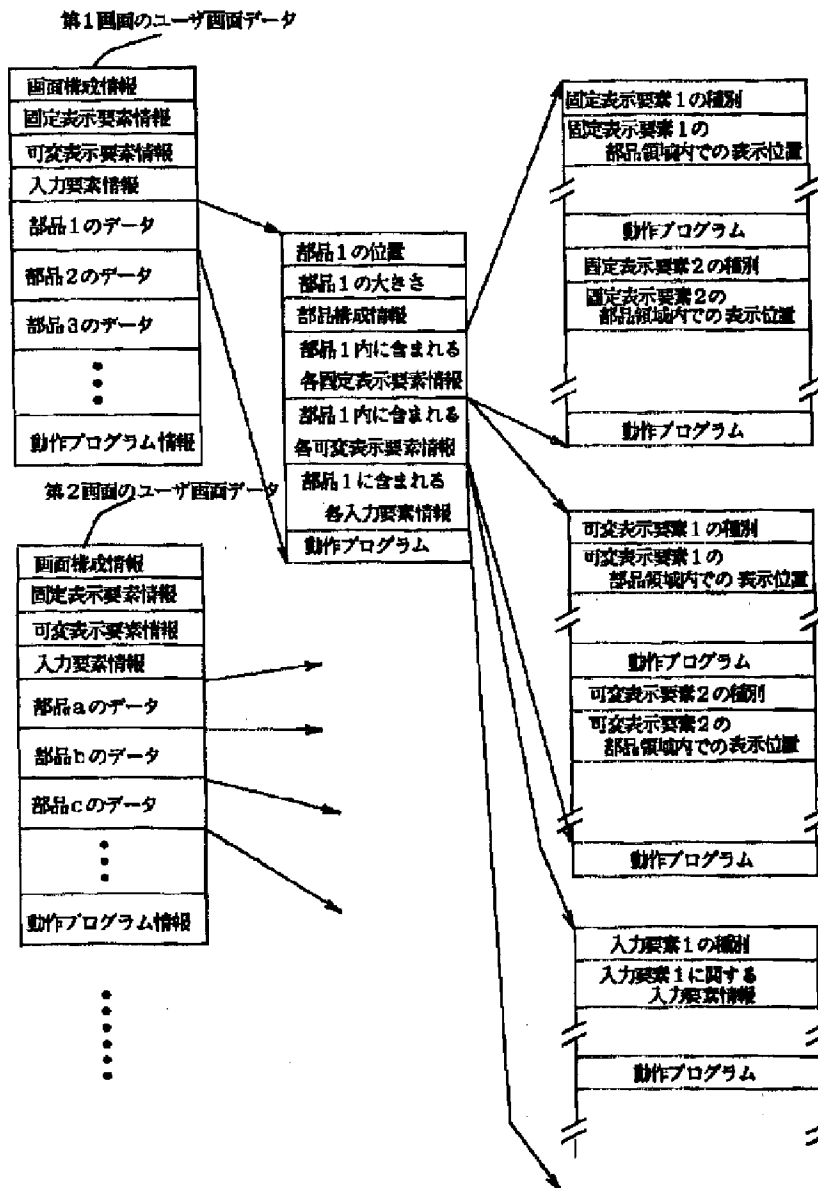 第1画面のユーザ画面データ
画面構成情報
固定表示要素情報
可変表示要素情報
入力要素情報
部品1のデータ
部品2のデータ
部品3のデータ
動作プログラム情報
第2画面のユーザ画面データ
画面構成情報
固定表示要素情報
可変表示要素情報
入力要素情報
部品aのデータ
部品bのデータ
部品cのデータ
動作プログラム情報
部品1の位置
部品1の大きさ
部品構成情報
部品1内に含まれる
各固定表示要素情報
部品1内に含まれる
各可変表示要素情報
部品1に含まれる
各入力要素情報
動作プログラム
固定表示要素1の種別
固定表示要素1の
部品領域内での表示位置
動作プログラム
固定表示要素2の種別
固定表示要素2の
部品領域内での表示位置
動作プログラム
可変表示要素1の種別
可変表示要素1の
部品領域内での表示位置
動作プログラム
可変表示要素2の種別
可変表示要素2の
部品領域内での表示位置
動作プログラム
入力要素1の種別
入力要素1に関する
入力要素情報
動作プログラム